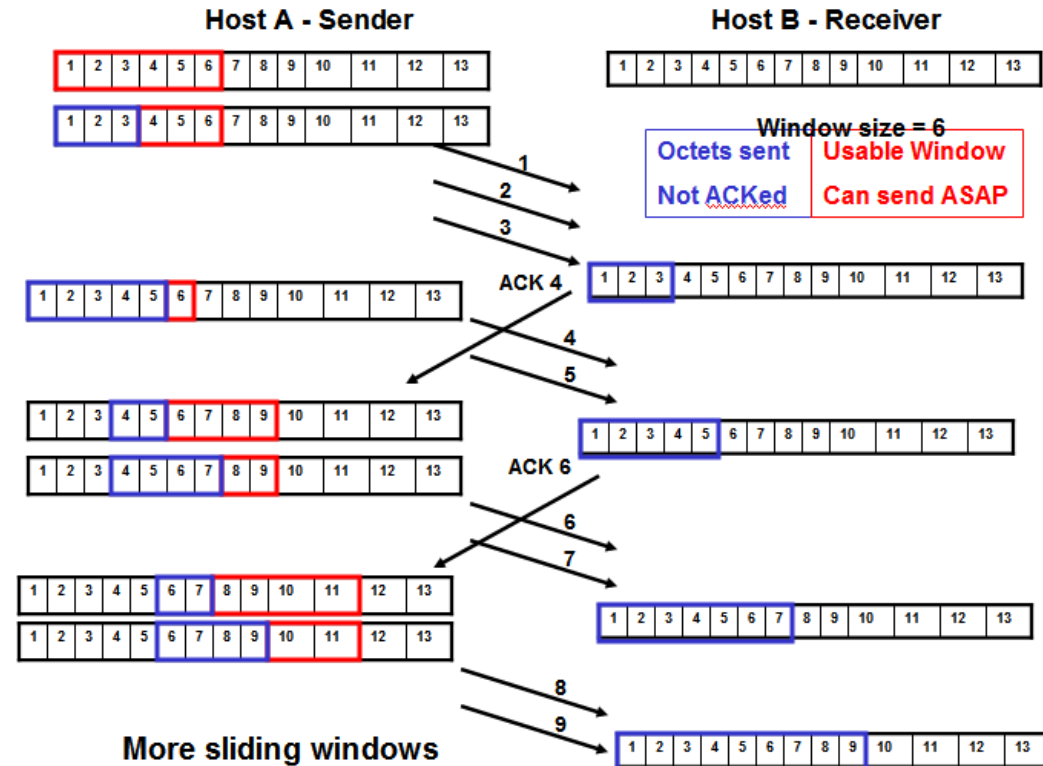 Host A - Sender
Host B - Receiver
1 2 3 4 5 6 7 8 9 10 11 12 13
1 2 3 4 5 6 7 8 9 10 11 12 13
1 2 3 4 5 6 7 8 9 10 11 12 13
Window size = 6
Octets sent
Not ACKed
Usable Window
Can send ASAP
1
2
3
1 2 3 4 5 6 7 8 9 10 11 12 13
ACK 4
1 2 3 4 5 6 7 8 9 10 11 12 13
4
5
1 2 3 4 5 6 7 8 9 10 11 12 13
1 2 3 4 5 6 7 8 9 10 11 12 13
1 2 3 4 5 6 7 8 9 10 11 12 13
ACK 6
6
7
1 2 3 4 5 6 7 8 9 10 11 12 13
1 2 3 4 5 6 7 8 9 10 11 12 13
1 2 3 4 5 6 7 8 9 10 11 12 13
8
9
1 2 3 4 5 6 7 8 9 10 11 12 13
More sliding windows